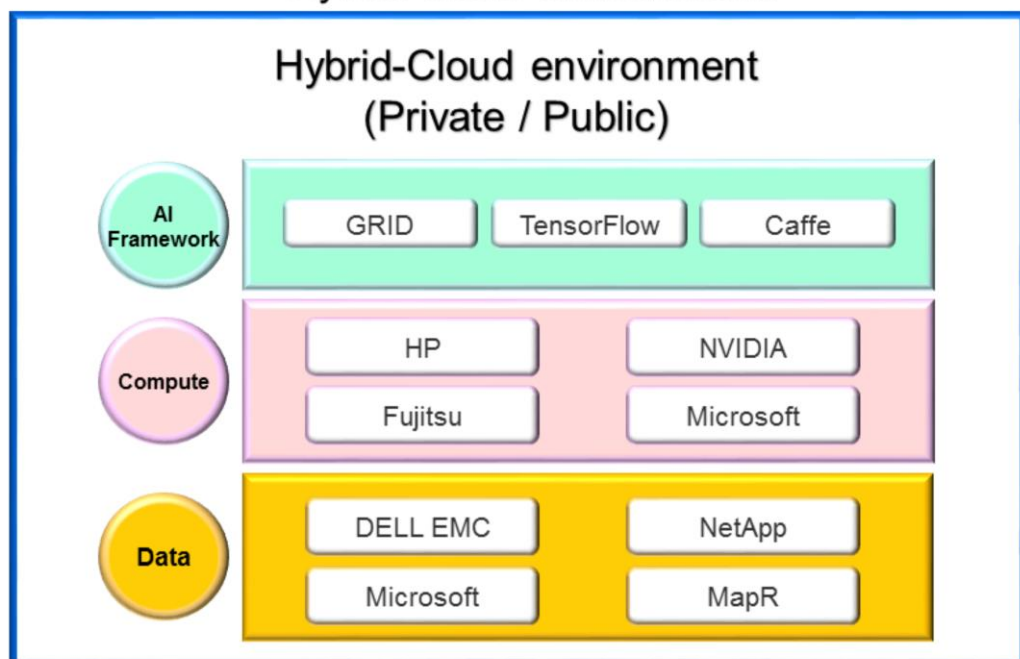 Hybrid-Cloud environment
(Private / Public)
AI
Framework
GRID
TensorFlow
Caffe
Compute
HP
NVIDIA
Fujitsu
Microsoft
Data
DELL EMC
NetApp
Microsoft
MapR